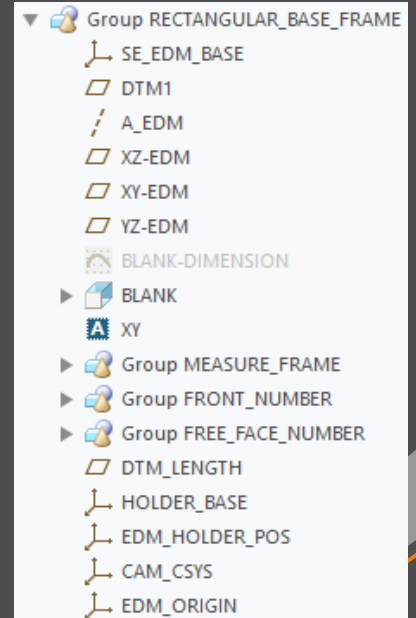 Group RECTANGULAR_BASE_FRAME
SE_EDM_BASE
DTM1
A_EDM
XZ-EDM
XY-EDM
YZ-EDM
BLANK-DIMENSION
BLANK
A XY
Group MEASURE_FRAME
Group FRONT_NUMBER
Group FREE_FACE_NUMBER
DTM_LENGTH
HOLDER_BASE
EDM_HOLDER_POS
CAM_CSYS
EDM_ORIGIN